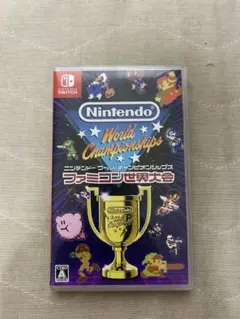 NINTENDO
SWITCH
Nintendo
World
Championships
ニンテンドー ワールドチャンピオンシップス
ファミコン世界大会
A